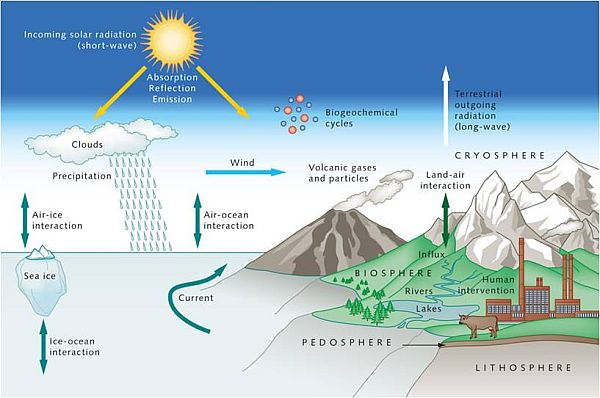 Incoming solar radiation
(short-wave)
Absorption
Reflection
Emission
Biogeochemical
cycles
Terrestrial
outgoing
radiation
(long-wave)
Clouds
CRYOSPHERE
Wind
Volcanic gases
and particles
Land-air
interaction
Precipitation
Air-ice
interaction
Air-ocean
interaction
Influx
BIOSPHERE
Sea ice
Human
intervention
Rivers
Current
Lakes
Ice-ocean
interaction
PEDOSPHERE
LITHOSPHERE